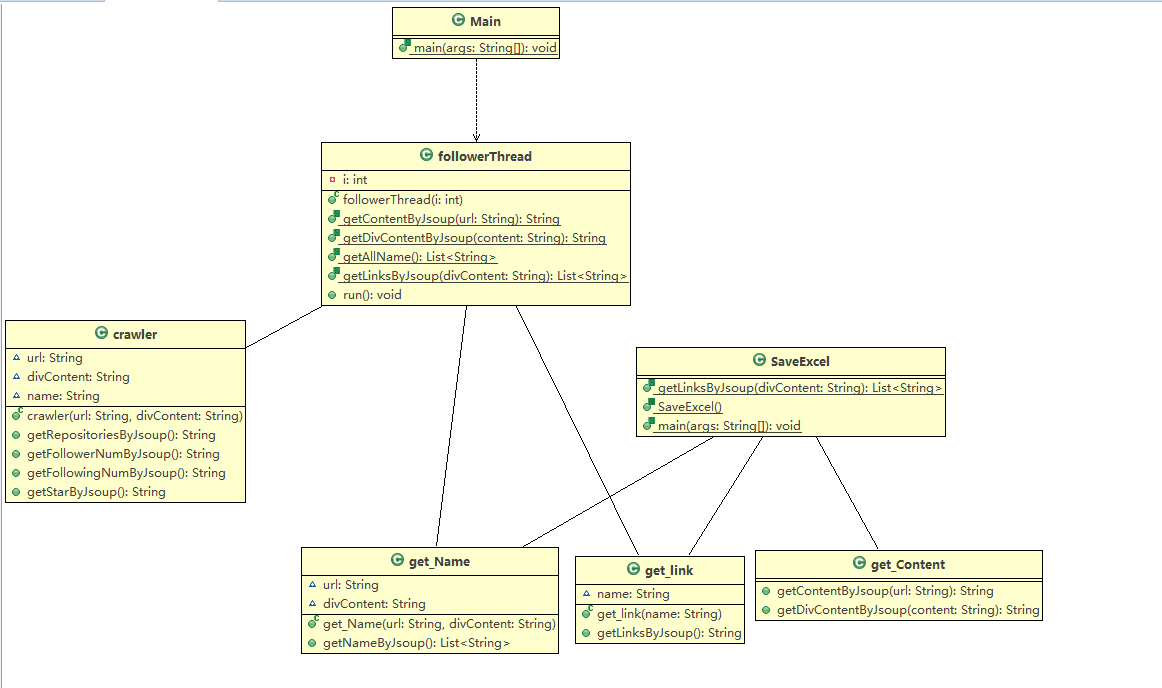 Main
main(args: String[]): void
followerThread
i: int
followerThread(i: int)
getContentByJsoup(url: String): String
getDivContentByJsoup(content: String): String
getAllName(): List<String>
getLinksByJsoup(divContent: String): List<String>
run(): void
crawler
url: String
divContent: String
name: String
crawler(url: String, divContent: String)
getRepositoriesByJsoup(): String
getFollowerNumByJsoup(): String
getFollowingNumByJsoup(): String
getStarByJsoup(): String
SaveExcel
getLinksByJsoup(divContent: String): List<String>
SaveExcel()
main(args: String[]): void
get_Name
url: String
divContent: String
get_Name(url: String, divContent: String)
getNameByJsoup(): List<String>
get_link
name: String
get_link(name: String)
getLinksByJsoup(): String
get_Content
getContentByJsoup(url: String): String
getDivContentByJsoup(content: String): String